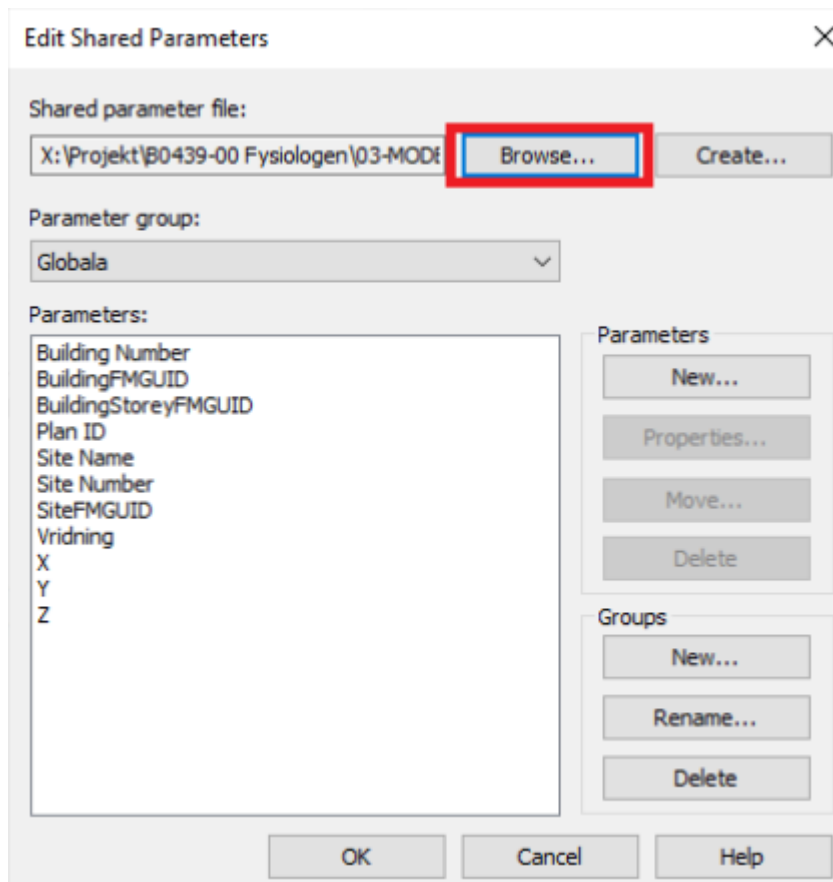 Edit Shared Parameters
Shared parameter file:
X:\Projekt\B0439-00 Fysiologen\03-MODE
Browse...
Create...
Parameter group:
Globala
Parameters:
Building Number
BuildingFMGUID
BuildingStoreyFMGUID
Plan ID
Site Name
Site Number
SiteFMGUID
Vridning
X
Y
Z
Parameters
New...
Properties...
Move...
Delete
Groups
New...
Rename...
Delete
OK
Cancel
Help